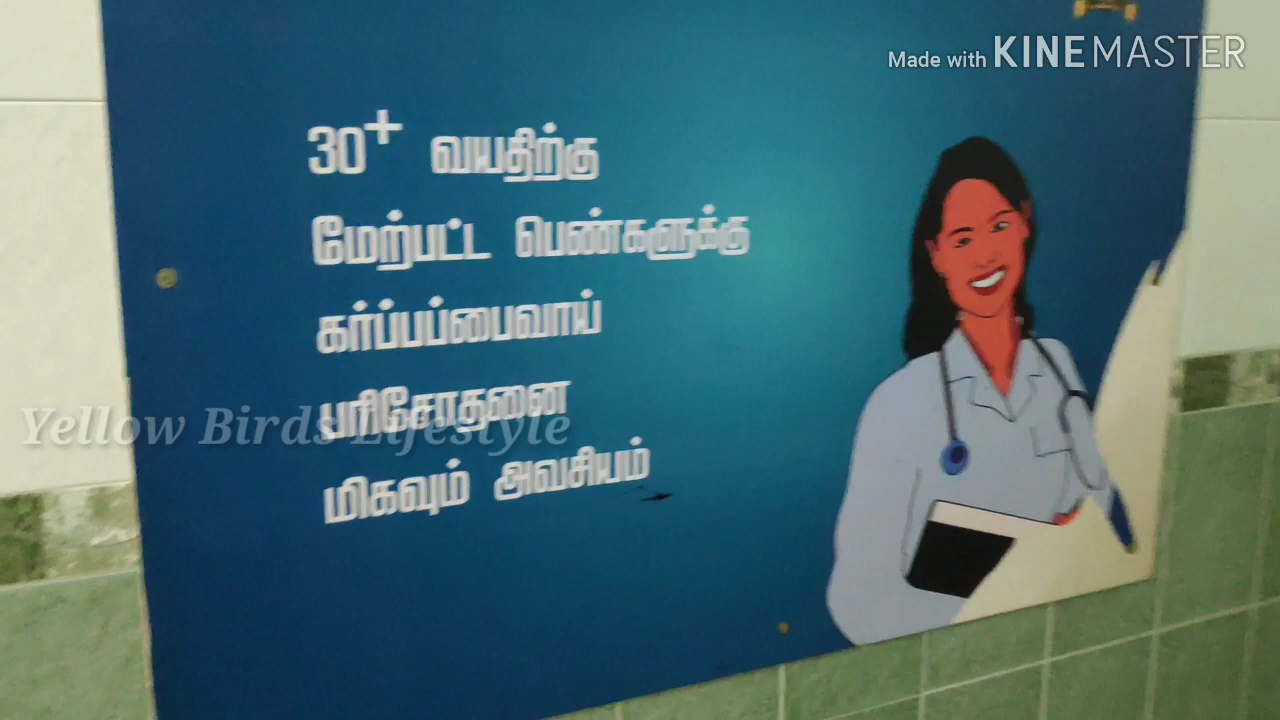 Made with KINEMASTER
30+ வயதிற்கு
மேற்பட்ட பெண்களுக்கு
கர்ப்பப்பைவாய்
பரிசோதனை
மிகவும் அவசியம்
Yellow Birds Lifestyle